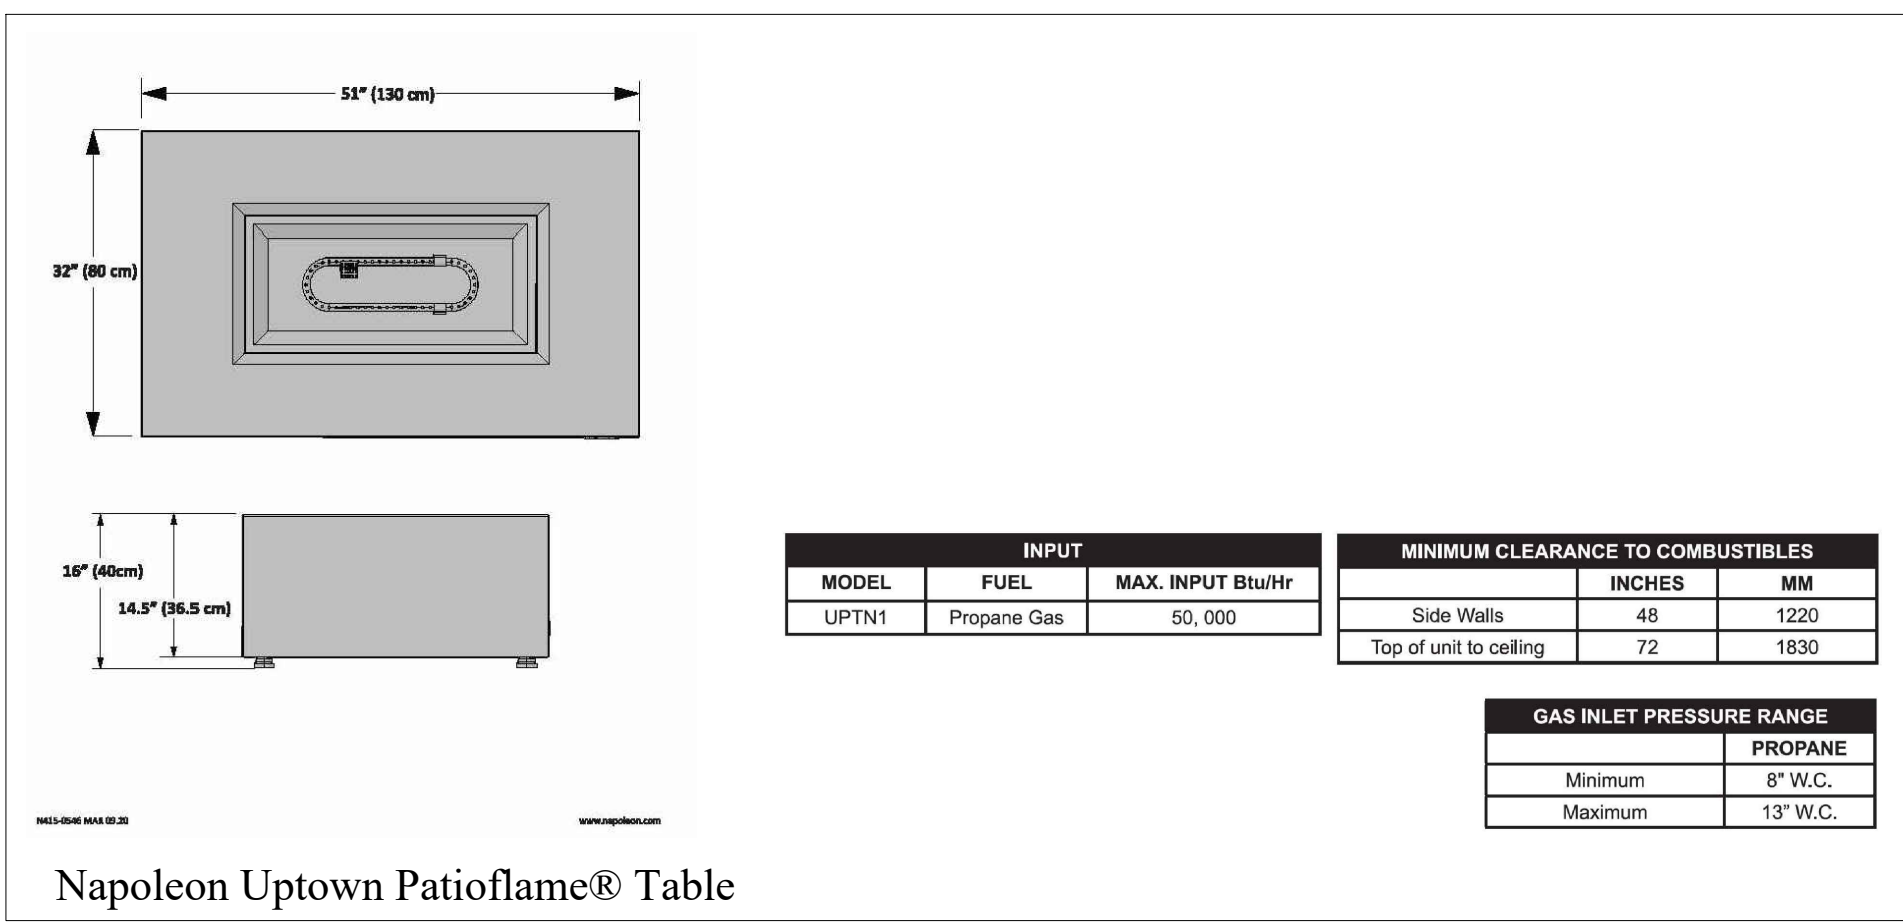 51" (130 cm)
32" (80 cm)
16" (40cm)
14.5" (36.5 cm)
INPUT
MODEL FUEL MAX. INPUT Btu/Hr
UPTN1 Propane Gas 50, 000
MINIMUM CLEARANCE TO COMBUSTIBLES
INCHES MM
Side Walls 48 1220
Top of unit to ceiling 72 1830
GAS INLET PRESSURE RANGE
PROPANE
Minimum 8" W.C.
Maximum 13” W.C.
N415-0546 MAR 09.20
www.napoleon.com
Napoleon Uptown Patioflame® Table